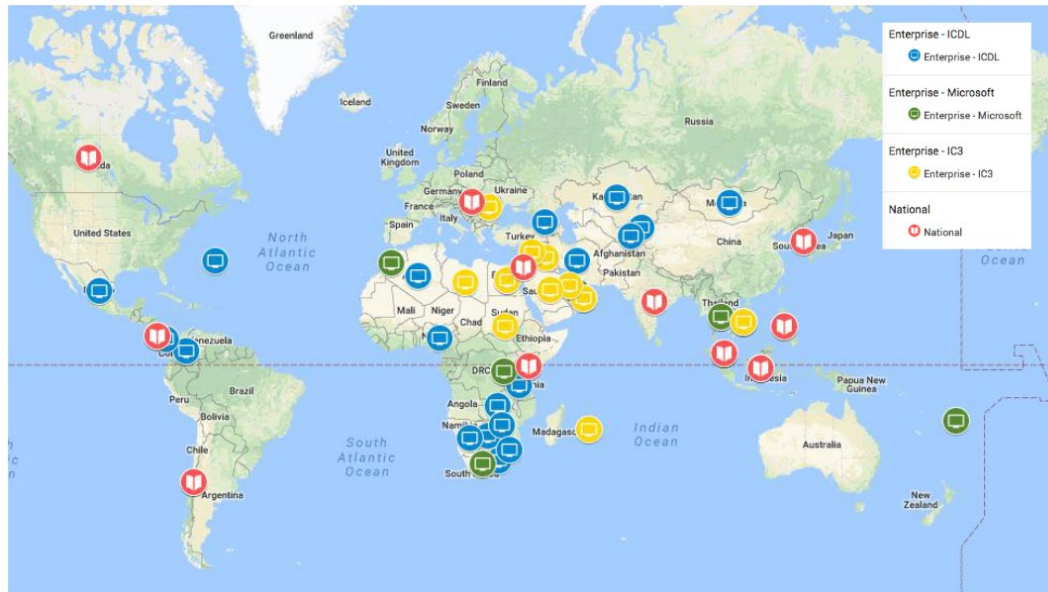 Enterprise - ICDL
Enterprise - ICDL
Enterprise - Microsoft
Enterprise - Microsoft
Enterprise - IC3
Enterprise - IC3
National
National
Greenland
Iceland
Finland
Sweden
Norway
Russia
United
Kingdom
Poland
Germany
Ukraine
France
Italy
Spain
Turkey
Afghanistan
Pakistan
China
Japan
Thailand
United States
North
Atlantic
Ocean
Mali
Niger
Chad
Sudan
Ethiopia
DRC
Angola
Namibia
Madagasc
Venezuela
Brazil
Peru
Bolivia
Chile
Argentina
South
Atlantic
Ocean
Indian
Ocean
Papua New
Guinea
Australia
New
Zealand
Ocean